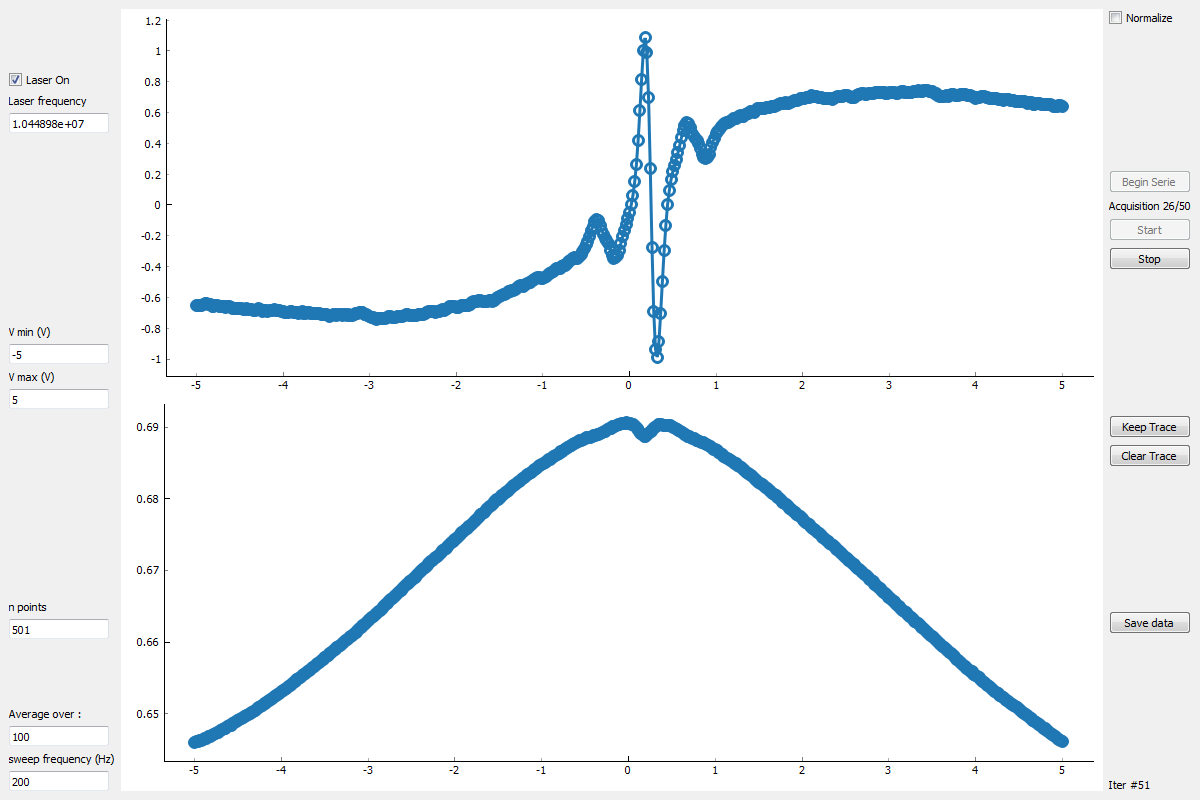 Laser On
Laser frequency
1.044898e+07
V min (V)
-5
V max (V)
5
n points
501
Average over :
100
sweep frequency (Hz)
200
1.2
1
0.8
0.6
0.4
0.2
0
-0.2
-0.4
-0.6
-0.8
-1
-5 -4 -3 -2 -1 0 1 2 3 4 5
0.69
0.68
0.67
0.66
0.65
-5 -4 -3 -2 -1 0 1 2 3 4 5
Normalize
Begin Serie
Acquisition 26/50
Start
Stop
Keep Trace
Clear Trace
Save data
Iter #51